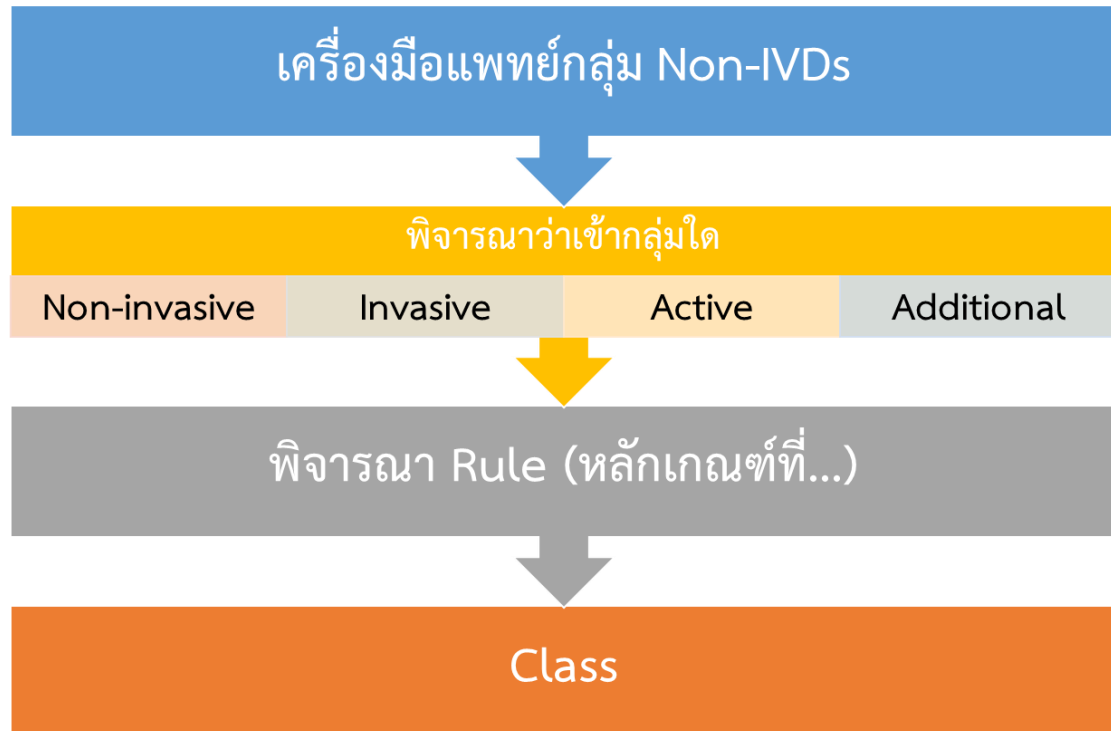 เครื่องมือแพทย์กลุ่ม Non-IVDs
พิจารณาว่าเข้ากลุ่มใด
Non-invasive Invasive Active Additional
พิจารณา Rule (หลักเกณฑ์ที่...)
Class